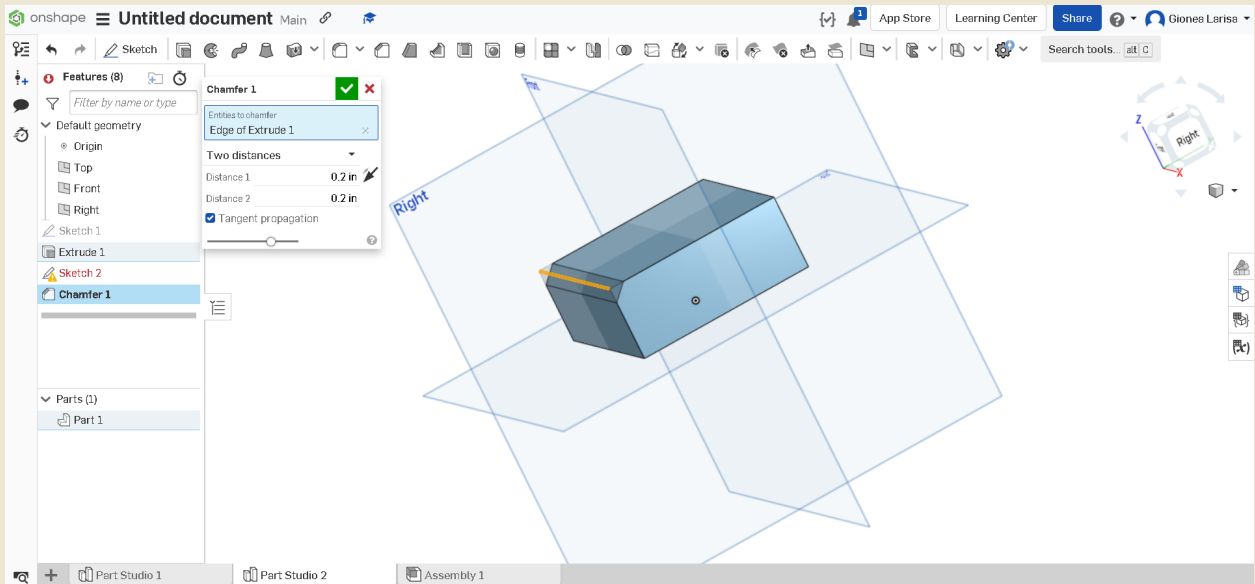 onshape Untitled document Main 1 App Store Learning Center Share Gionea Larisa
Sketch Search tools... alt C
Features (8)
Filter by name or type
Default geometry
Origin
Top
Front
Right
Sketch 1
Extrude 1
Sketch 2
Chamfer 1
Parts (1)
Part 1
Chamfer 1
Entities to chamfer
Edge of Extrude 1
Two distances
Distance 1 0.2 in
Distance 2 0.2 in
Tangent propagation
Right
Z
Right
X
Part Studio 1 Part Studio 2 Assembly 1